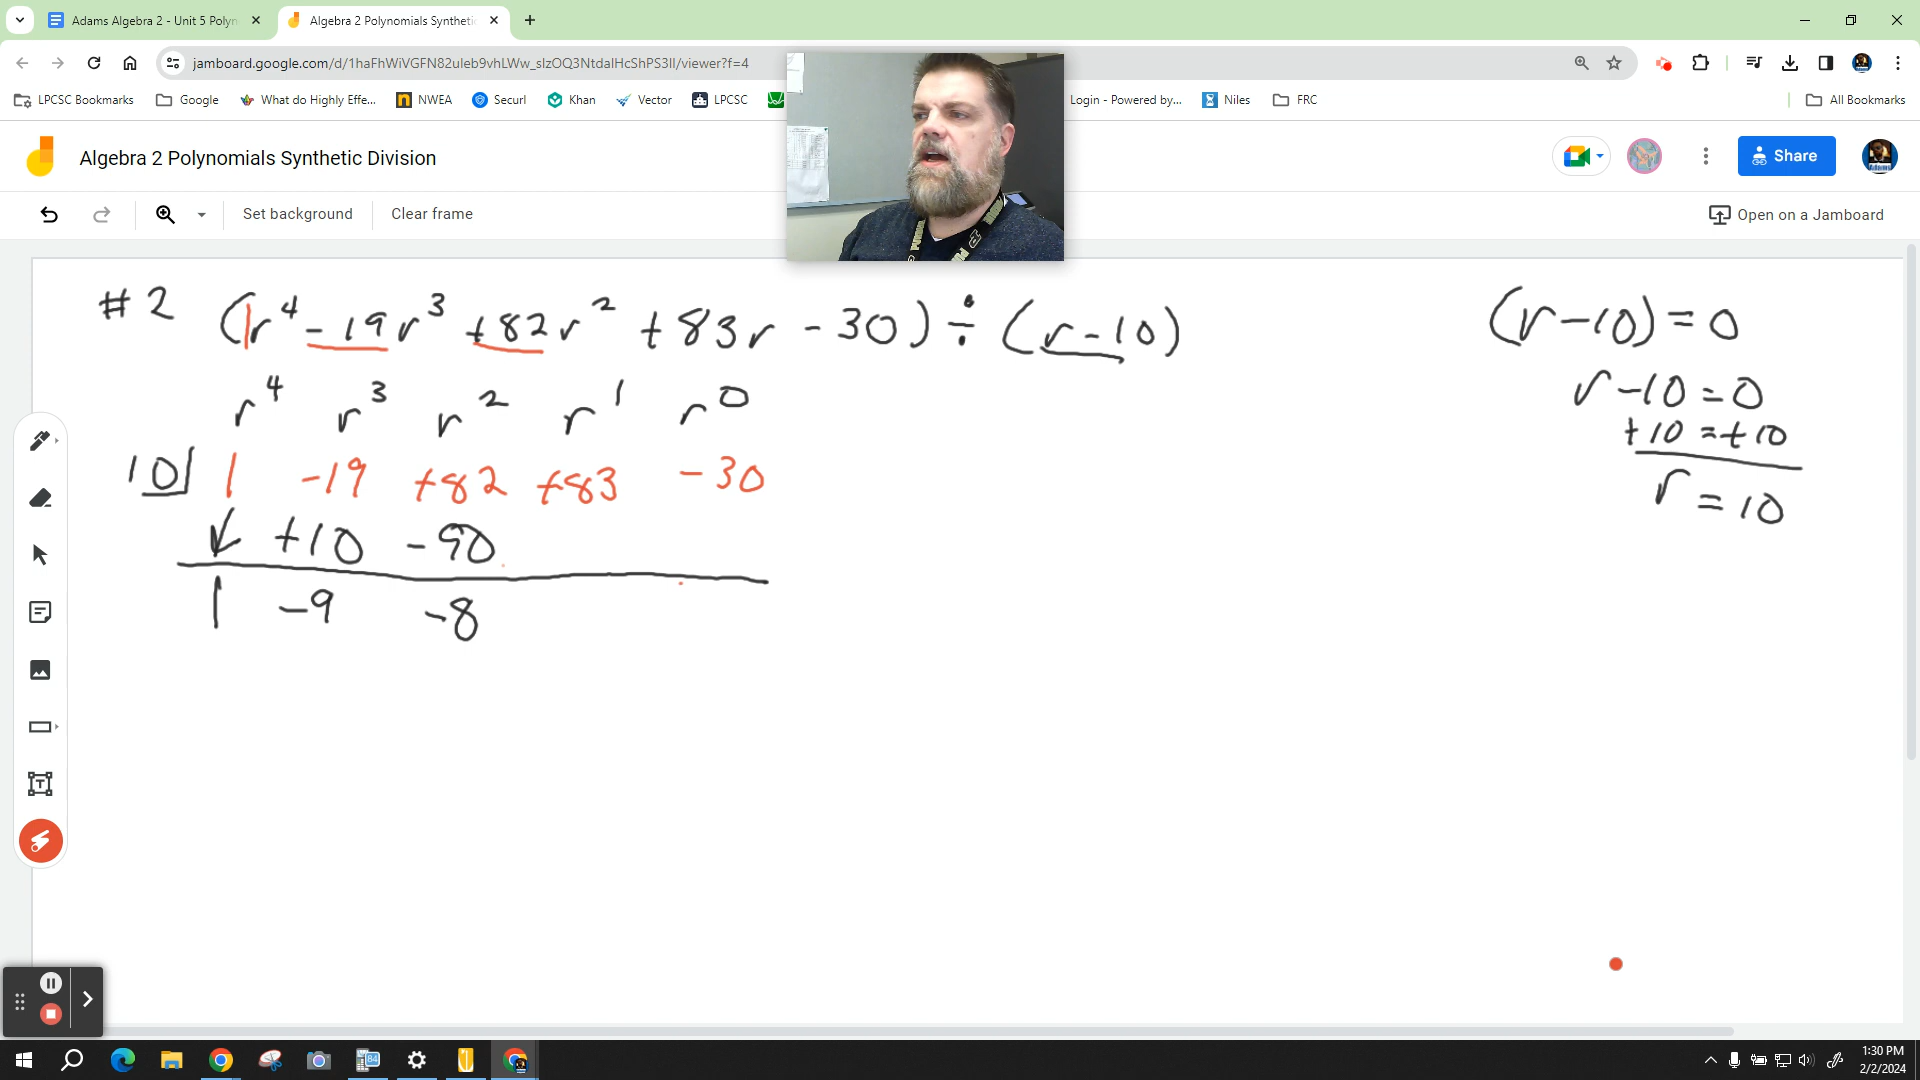 Adams Algebra 2 - Unit 5 Polyn
Algebra 2 Polynomials Synthetic
jamboard.google.com/d/1haFhWiVGFN82uleb9vhLWw_slzOQ3NtdalHcShPS3lI/viewer?f=4
LPCSC Bookmarks Google What do Highly Effe... NWEA Securl Khan Vector LPCSC Login - Powered by... Niles FRC All Bookmarks
Algebra 2 Polynomials Synthetic Division
Share
Set background Clear frame
Open on a Jamboard
#2 (1r⁴ - 19r³ + 82r² + 83r - 30) ÷ (r - 10)
r⁴ r³ r² r¹ r⁰
10 1 -19 +82 +83 -30
+10 -90
1 -9 -8
(r-10) = 0
r - 10 = 0
+10 = +10
r = 10
1:30 PM
2/2/2024